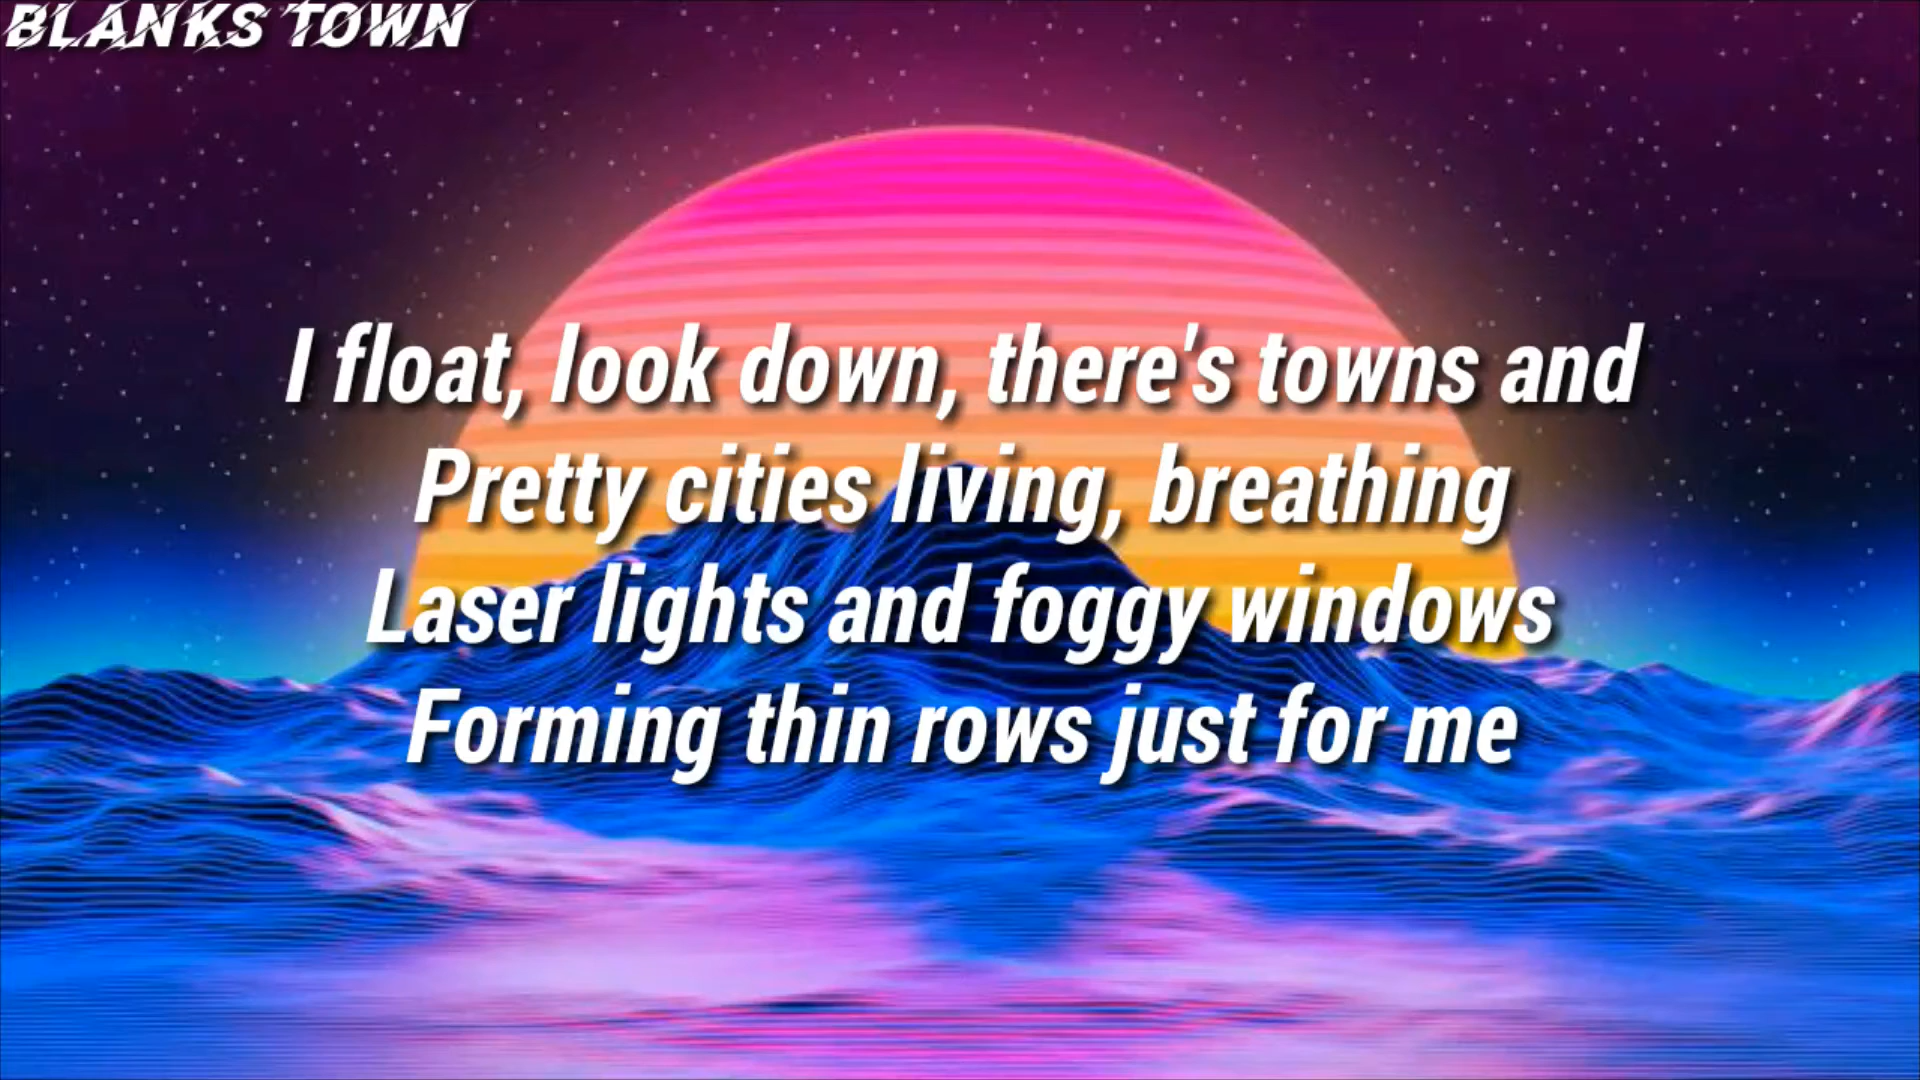 BLANKS TOWN
I float, look down, there's towns and
Pretty cities living, breathing
Laser lights and foggy windows
Forming thin rows just for me